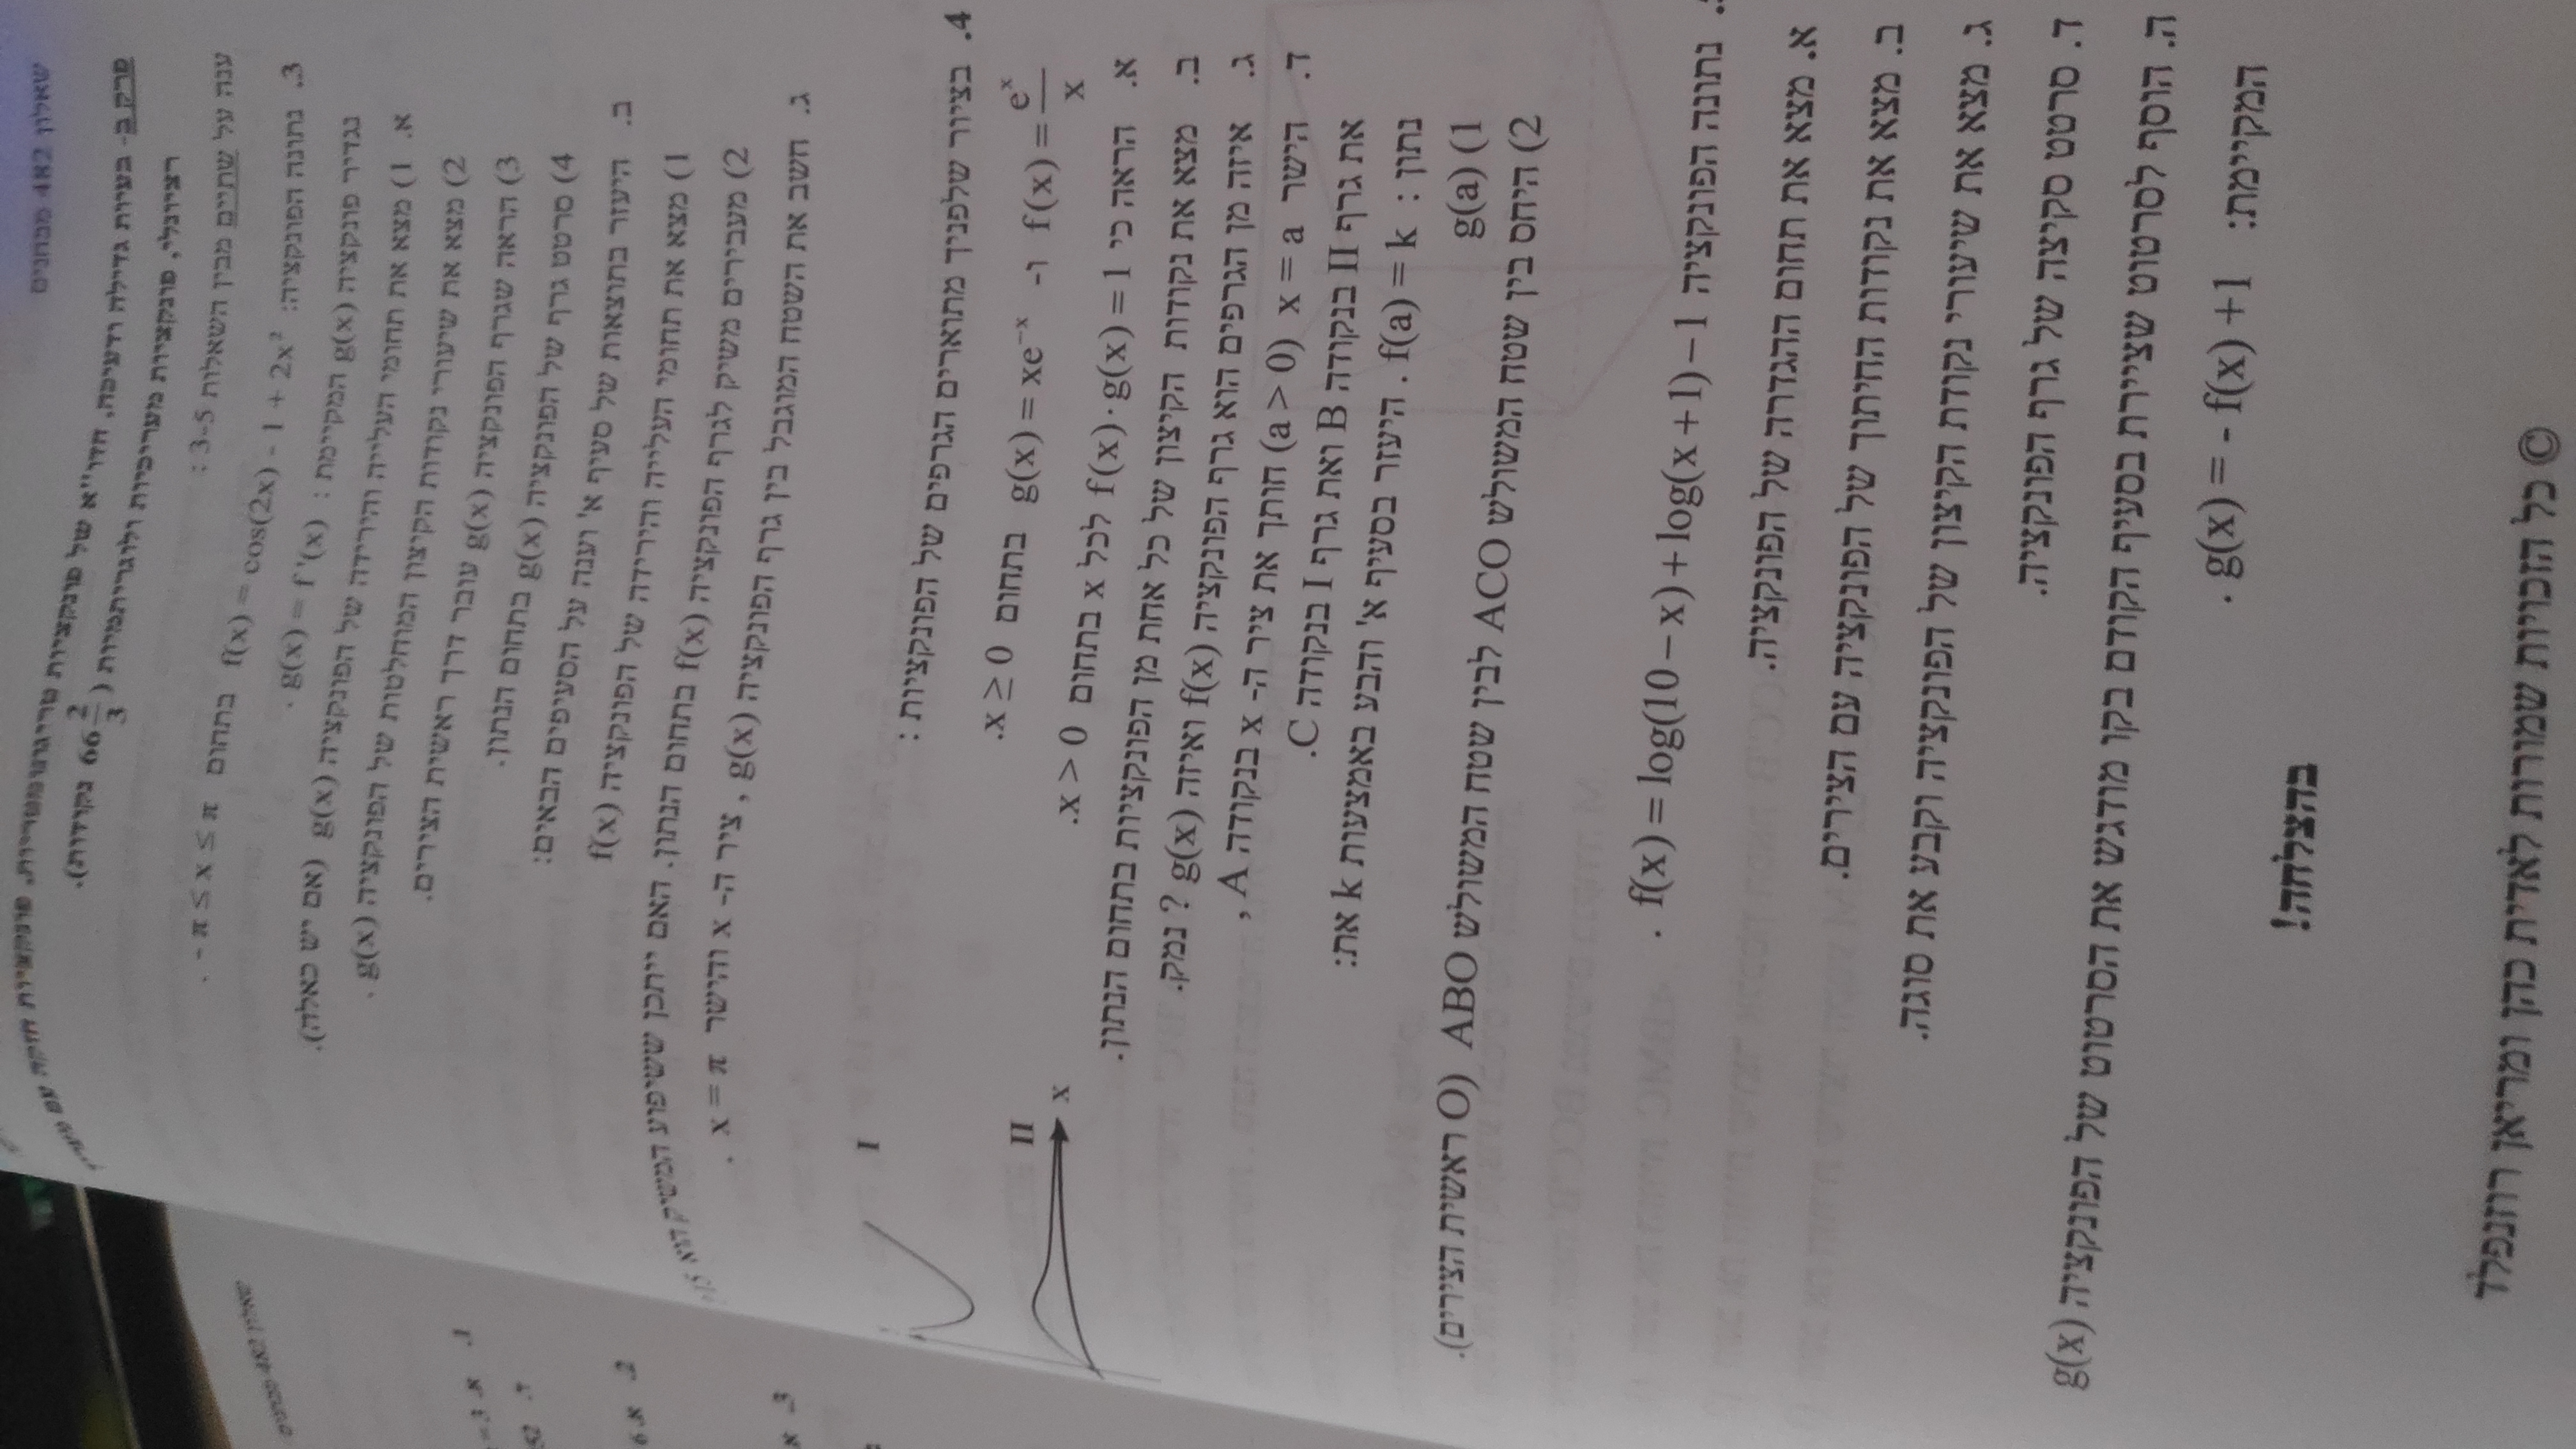 שאלון 482 מבחנים
פרק ב- בעיות גדילה ודעיכה, חדו"א של פונקציות טריגונומטריות, פונקציות חזקה עם מעריך
רציונלי, פונקציות מעריכיות ולוגריתמיות ( 66 2/3 נקודות).
ענה על שתיים מבין השאלות 3-5 :
3. נתונה הפונקציה: f(x) = cos(2x) - 1 + 2x² בתחום - π ≤ x ≤ π .
נגדיר פונקציה g(x) המקיימת : g(x) = f '(x) .
א. 1) מצא את תחומי העלייה והירידה של הפונקציה g(x) (אם יש כאלה).
2) מצא את שיעורי נקודות הקיצון המוחלטות של הפונקציה g(x) .
3) הראה שגרף הפונקציה g(x) עובר דרך ראשית הצירים.
4) סרטט גרף של הפונקציה g(x) בתחום הנתון.
ב. היעזר בתוצאות של סעיף א' וענה על הסעיפים הבאים:
1) מצא את תחומי העלייה והירידה של הפונקציה f(x)
2) מעבירים משיק לגרף הפונקציה f(x) בתחום הנתון. האם ייתכן ששיפוע המשיק הוא
ג. חשב את השטח המוגבל בין גרף הפונקציה g(x) , ציר ה- x והישר x = π .
4. בציור שלפניך מתוארים הגרפים של הפונקציות :
f(x) = e^x/x ו- g(x) = xe^-x בתחום x ≥ 0.
א. הראה כי f(x)·g(x) = 1 לכל x בתחום x > 0.
ב. מצא את נקודות הקיצון של כל אחת מן הפונקציות בתחום הנתון.
ג. איזה מן הגרפים הוא גרף הפונקציה f(x) ואיזה g(x) ? נמק.
ד. הישר x = a (a > 0) חותך את ציר ה- x בנקודה A ,
את גרף II בנקודה B ואת גרף I בנקודה C.
נתון : f(a) = k . היעזר בסעיף א' והבע באמצעות k את:
1) g(a)
2) היחס בין שטח המשולש ACO לבין שטח המשולש ABO (O ראשית הצירים).
I
II
x
נתונה הפונקציה f(x) = log(10 – x) + log(x + 1) – 1 .
א. מצא את תחום ההגדרה של הפונקציה.
ב. מצא את נקודות החיתוך של הפונקציה עם הצירים.
ג. מצא את שיעורי נקודת הקיצון של הפונקציה וקבע את סוגה.
ד. סרטט סקיצה של גרף הפונקציה.
ה. הוסף לסרטוט שציירת בסעיף הקודם בקו מודגש את הסרטוט של הפונקציה g(x)
המקיימת: g(x) = - f(x) +1 .
בהצלחה!
© כל הזכויות שמורות לאדית כהן ומריאן רוזנפלד
שאלון 482 מבחנים
1. א.
ד.
2. א. 6
3. א